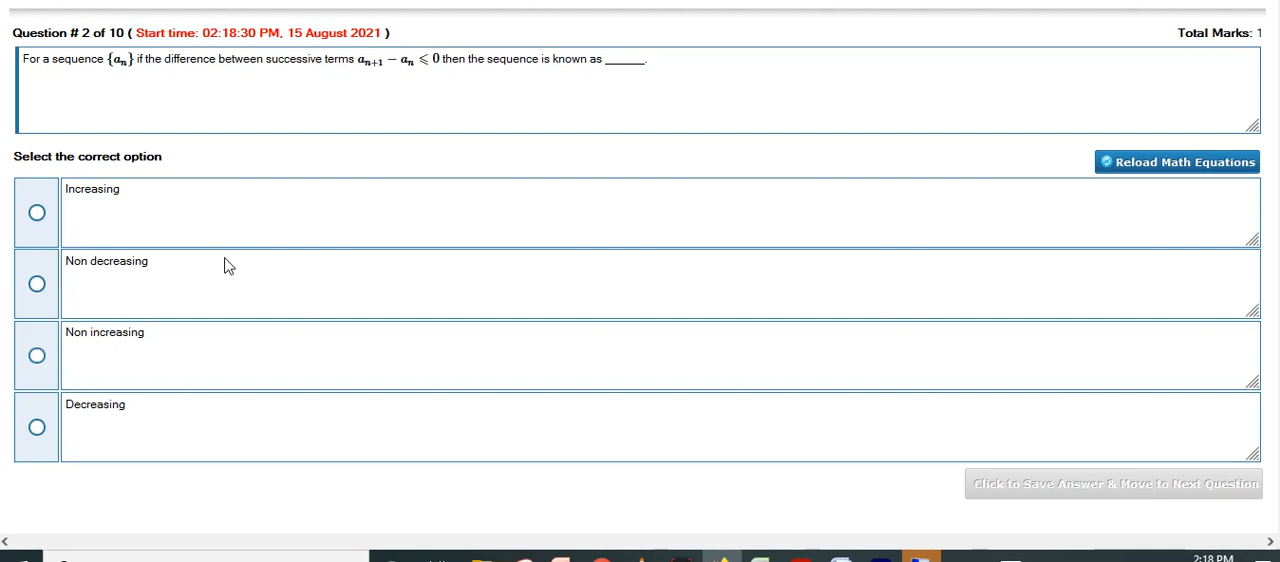 Question # 2 of 10 ( Start time: 02:18:30 PM, 15 August 2021 ) Total Marks: 1
For a sequence {aₙ} if the difference between successive terms aₙ₊₁ − aₙ ⩽ 0 then the sequence is known as ______.
Select the correct option
Reload Math Equations
Increasing
Non decreasing
Non increasing
Decreasing
Click to Save Answer & Move to Next Question
2:18 PM